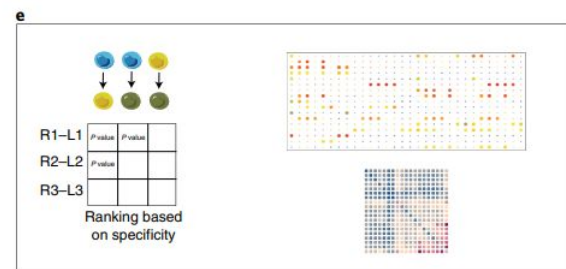 e
R1–L1 P value P value
R2–L2 P value
R3–L3
Ranking based
on specificity